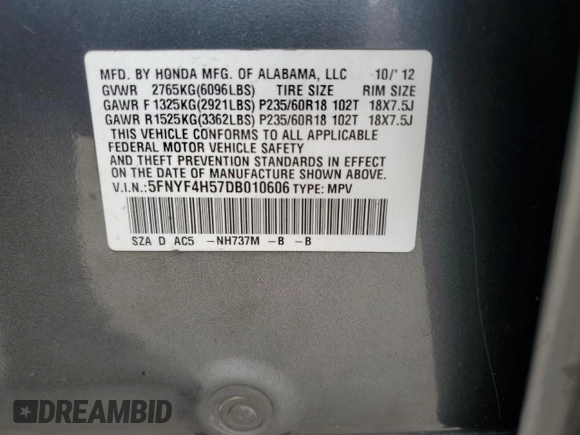 MFD. BY HONDA MFG. OF ALABAMA, LLC 10/'12
GVWR 2765KG(6096LBS) TIRE SIZE RIM SIZE
GAWR F 1325KG(2921LBS) P235/60R18 102T 18X7.5J
GAWR R 1525KG(3362LBS) P235/60R18 102T 18X7.5J
THIS VEHICLE CONFORMS TO ALL APPLICABLE
FEDERAL MOTOR VEHICLE SAFETY
AND THEFT PREVENTION STANDARDS IN EFFECT
ON THE DATE OF MANUFACTURE SHOWN ABOVE.
V.I.N.:5FNYF4H57DB010606 TYPE: MPV
SZA D AC5 -NH737M -B -B
DREAMBID